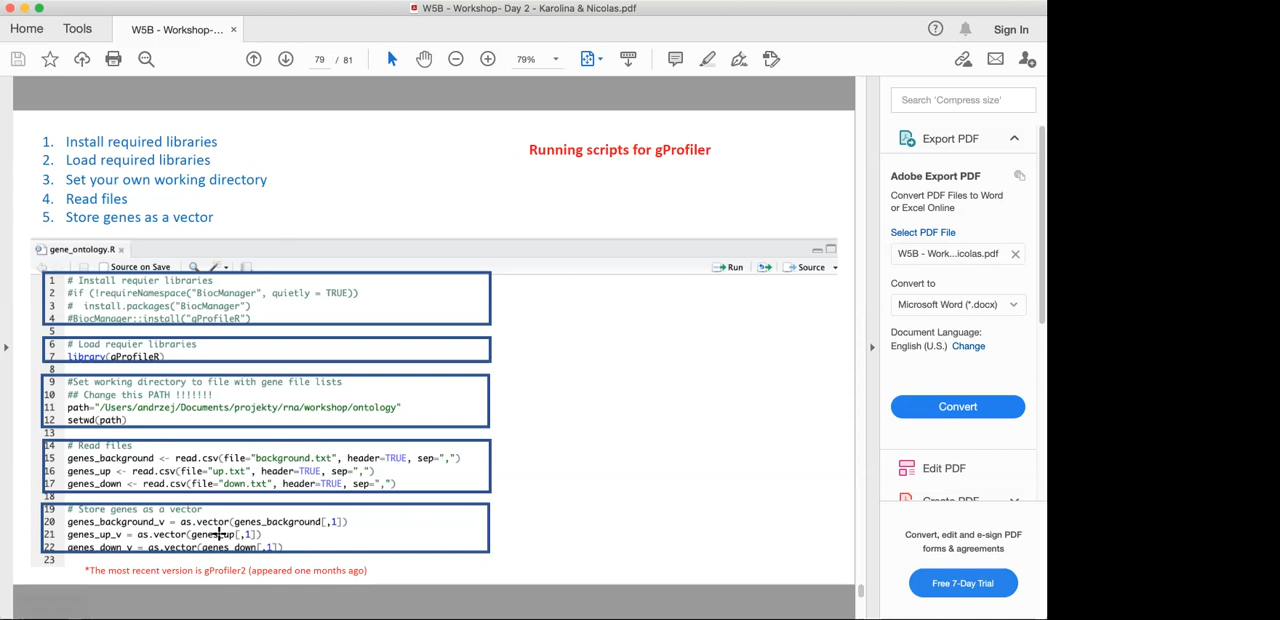 W5B - Workshop- Day 2 - Karolina & Nicolas.pdf
Home Tools W5B - Workshop-... × Sign In
79 / 81 79%
Search 'Compress size'
Export PDF
Adobe Export PDF
Convert PDF Files to Word
or Excel Online
Select PDF File
W5B - Work...icolas.pdf
Convert to
Microsoft Word (*.docx)
Document Language:
English (U.S.) Change
Convert
Edit PDF
Create PDF
Convert, edit and e-sign PDF
forms & agreements
Free 7-Day Trial
1. Install required libraries
2. Load required libraries
3. Set your own working directory
4. Read files
5. Store genes as a vector
Running scripts for gProfiler
gene_ontology.R ×
Source on Save Run Source
1 # Install requier libraries
2 #if (!requireNamespace("BiocManager", quietly = TRUE))
3 # install.packages("BiocManager")
4 #BiocManager::install("gProfileR")
5
6 # Load requier libraries
7 library(gProfileR)
8
9 #Set working directory to file with gene file lists
10 ## Change this PATH !!!!!!!
11 path="/Users/andrzej/Documents/projekty/rna/workshop/ontology"
12 setwd(path)
13
14 # Read files
15 genes_background <- read.csv(file="background.txt", header=TRUE, sep=",")
16 genes_up <- read.csv(file="up.txt", header=TRUE, sep=",")
17 genes_down <- read.csv(file="down.txt", header=TRUE, sep=",")
18
19 # Store genes as a vector
20 genes_background_v = as.vector(genes_background[,1])
21 genes_up_v = as.vector(genes_up[,1])
22 genes_down_v = as.vector(genes_down[,1])
23
*The most recent version is gProfiler2 (appeared one months ago)